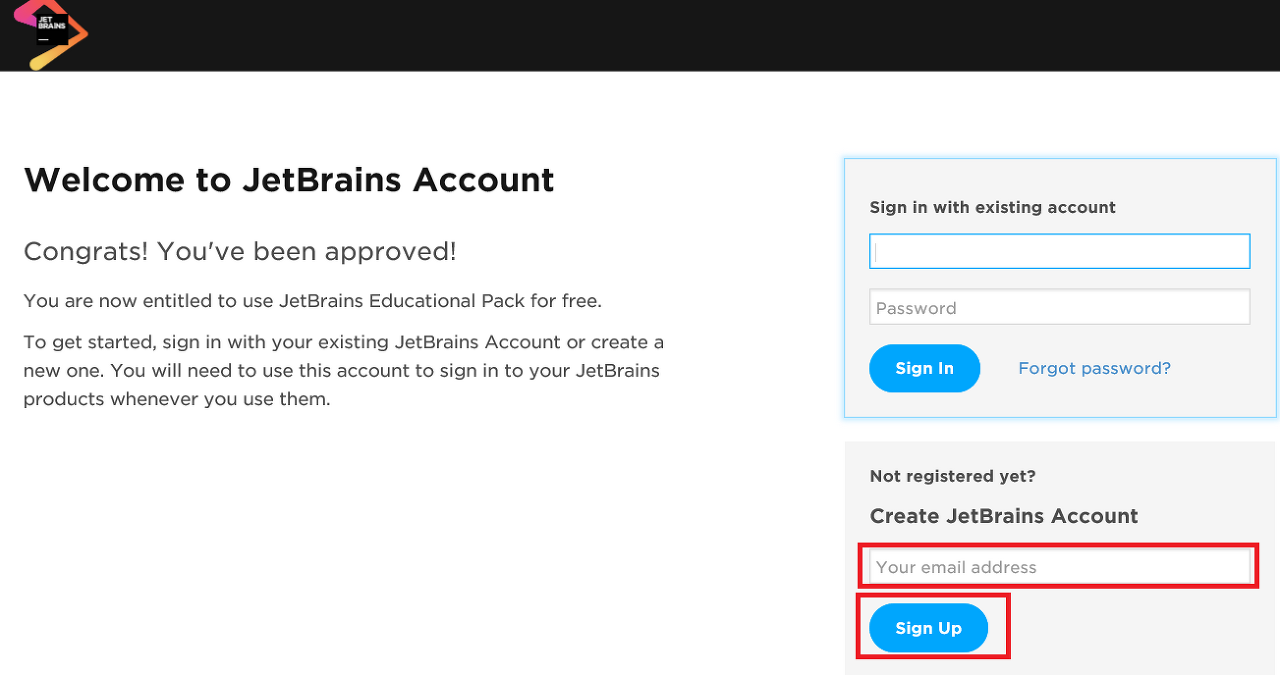 JET
BRAINS
Welcome to JetBrains Account
Congrats! You've been approved!
You are now entitled to use JetBrains Educational Pack for free.
To get started, sign in with your existing JetBrains Account or create a
new one. You will need to use this account to sign in to your JetBrains
products whenever you use them.
Sign in with existing account
Password
Sign In
Forgot password?
Not registered yet?
Create JetBrains Account
Your email address
Sign Up